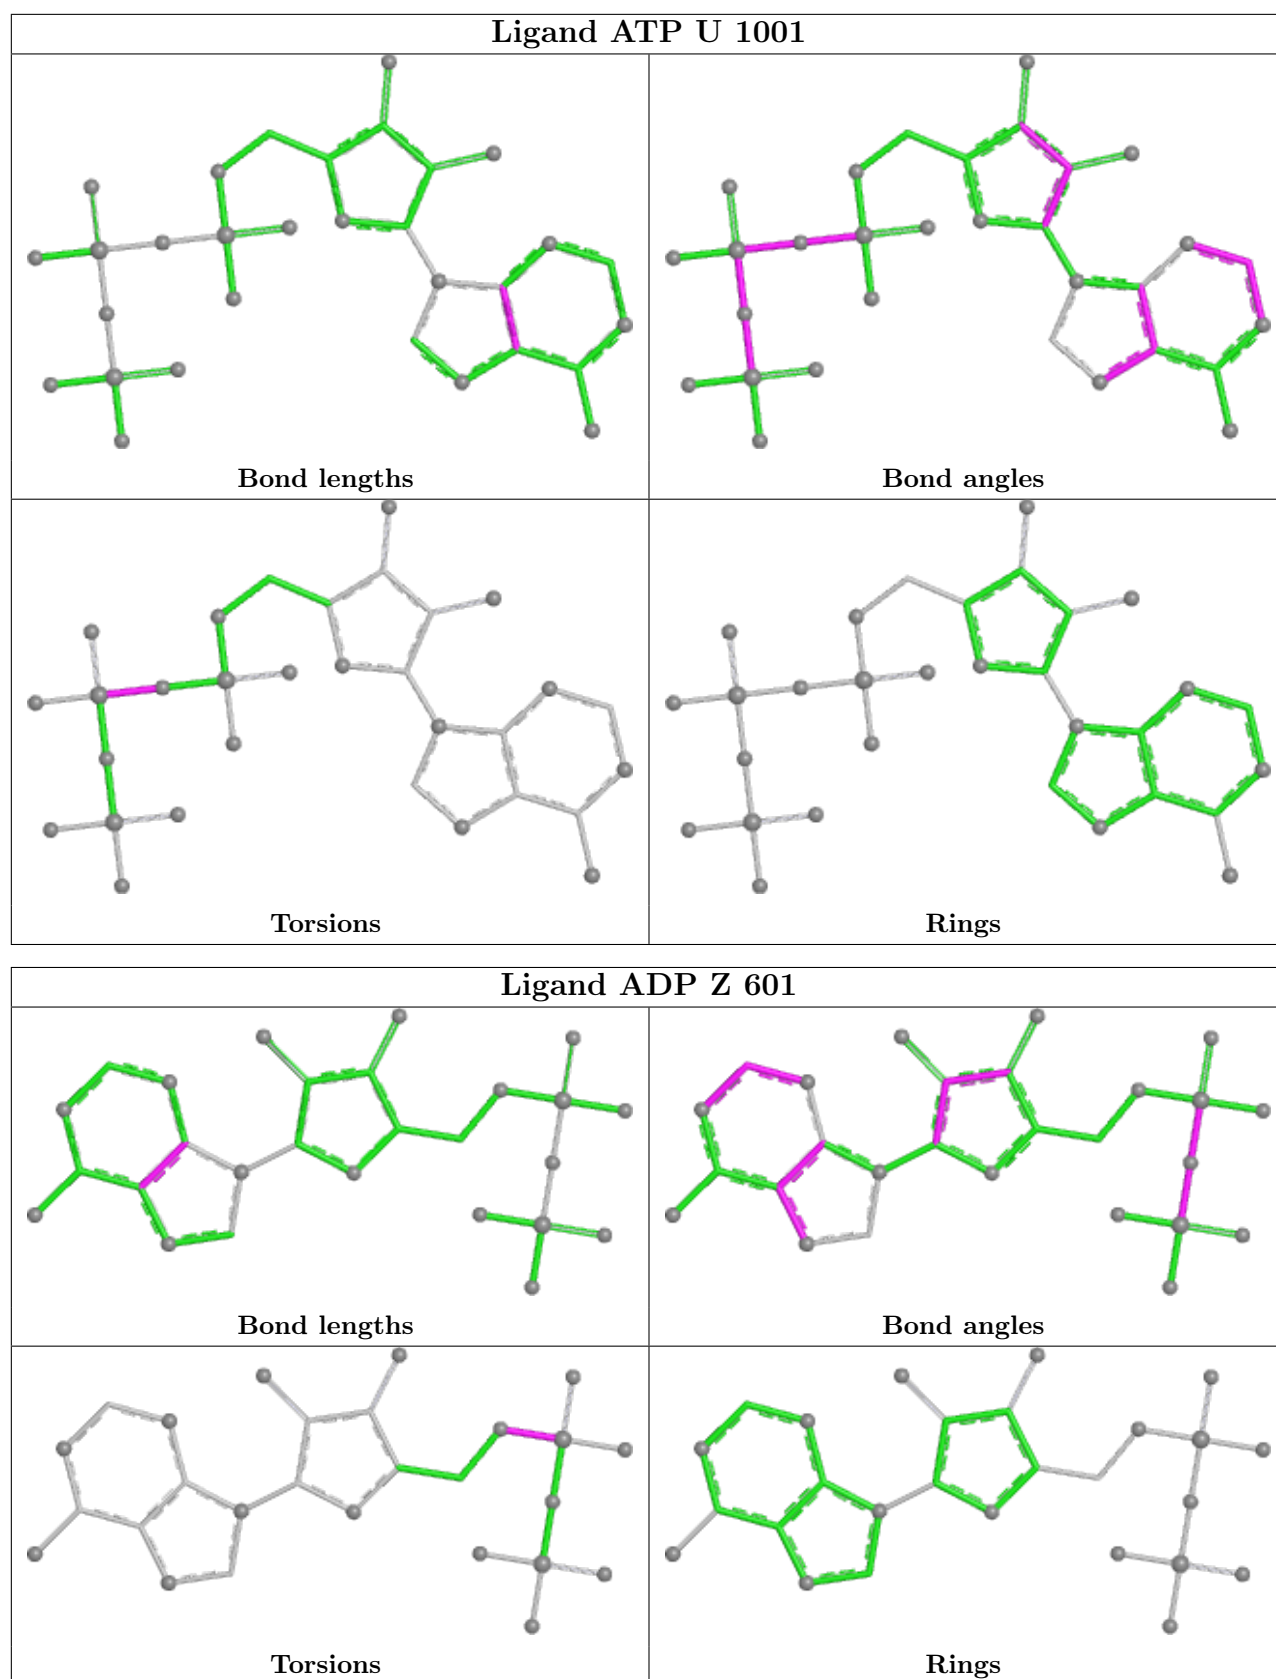 Ligand ATP U 1001
Bond lengths
Bond angles
Torsions
Rings
Ligand ADP Z 601
Bond lengths
Bond angles
Torsions
Rings